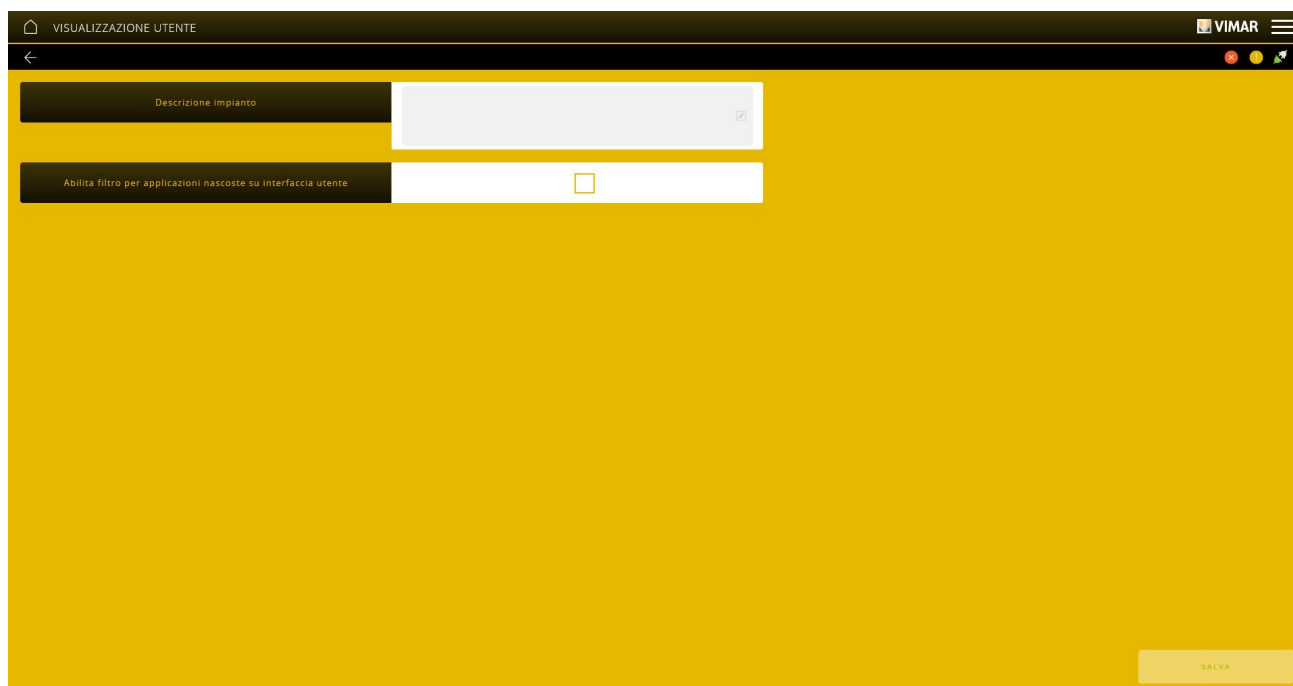 VISUALIZZAZIONE UTENTE
VIMAR
Descrizione impianto
Abilita filtro per applicazioni nascoste su interfaccia utente
SALVA